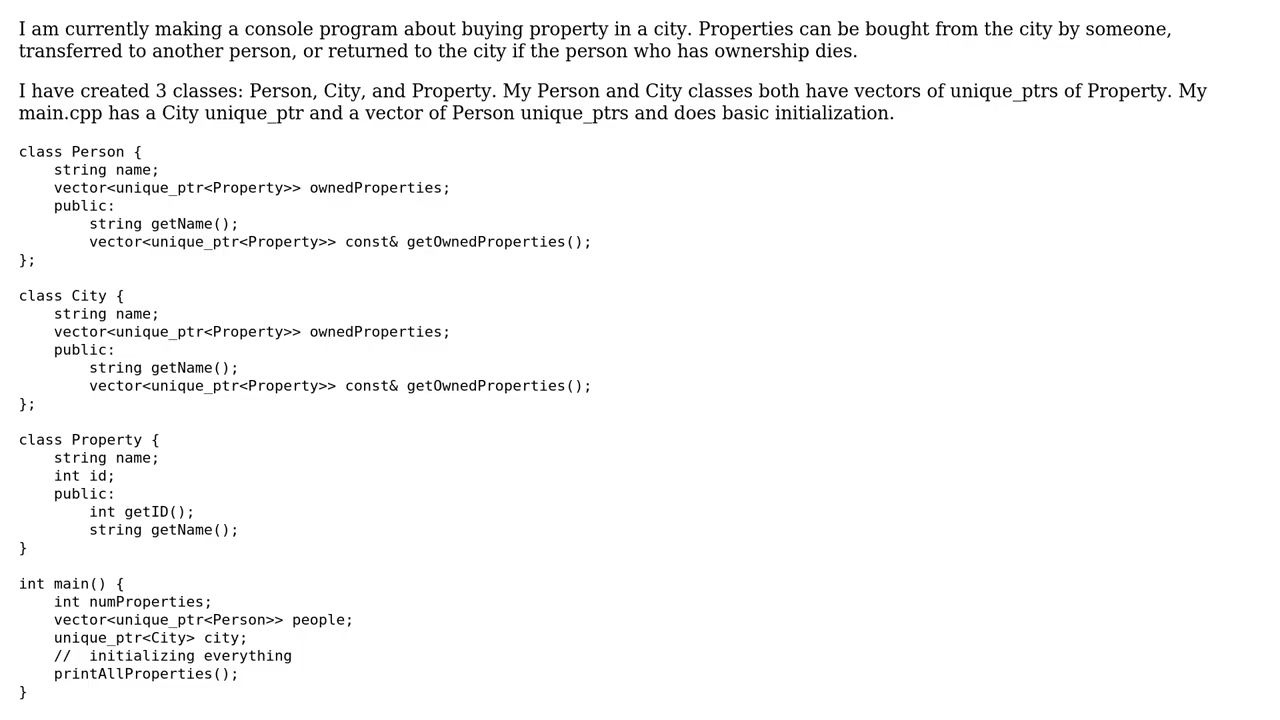 I am currently making a console program about buying property in a city. Properties can be bought from the city by someone,
transferred to another person, or returned to the city if the person who has ownership dies.
I have created 3 classes: Person, City, and Property. My Person and City classes both have vectors of unique_ptrs of Property. My
main.cpp has a City unique_ptr and a vector of Person unique_ptrs and does basic initialization.
class Person {
    string name;
    vector<unique_ptr<Property>> ownedProperties;
    public:
        string getName();
        vector<unique_ptr<Property>> const& getOwnedProperties();
};
class City {
    string name;
    vector<unique_ptr<Property>> ownedProperties;
    public:
        string getName();
        vector<unique_ptr<Property>> const& getOwnedProperties();
};
class Property {
    string name;
    int id;
    public:
        int getID();
        string getName();
}
int main() {
    int numProperties;
    vector<unique_ptr<Person>> people;
    unique_ptr<City> city;
    //  initializing everything
    printAllProperties();
}